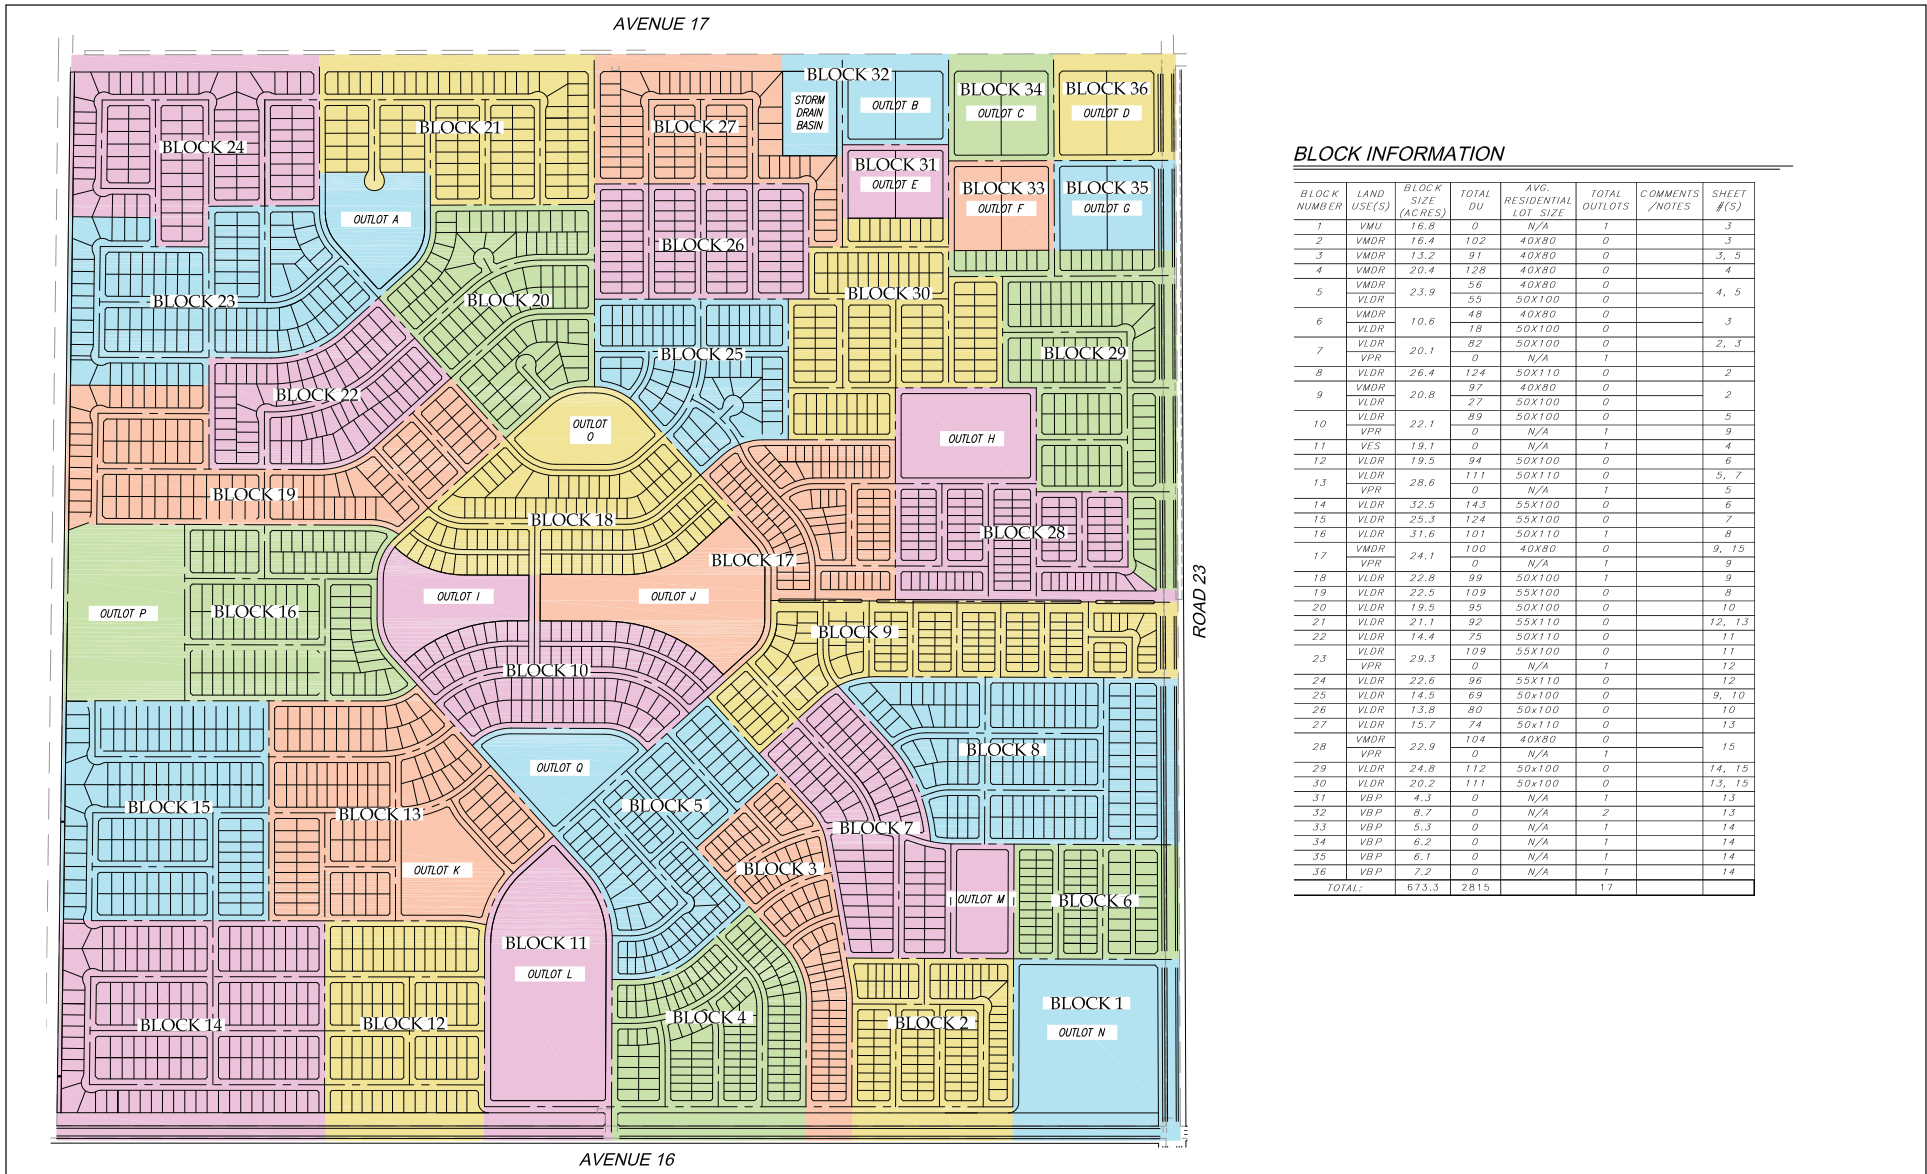 AVENUE 17
BLOCK 32
BLOCK 34
BLOCK 36
STORM
DRAIN
BASIN
OUTLOT B
OUTLOT C
OUTLOT D
BLOCK 21
BLOCK 27
BLOCK 24
BLOCK 31
OUTLOT E
BLOCK 33
OUTLOT F
BLOCK 35
OUTLOT G
OUTLOT A
BLOCK 26
BLOCK 23
BLOCK 20
BLOCK 30
BLOCK 25
BLOCK 29
BLOCK 22
OUTLOT
O
OUTLOT H
BLOCK 19
BLOCK 18
BLOCK 28
BLOCK 17
OUTLOT I
OUTLOT J
OUTLOT P
BLOCK 16
ROAD 23
BLOCK 9
BLOCK 10
BLOCK 8
OUTLOT Q
BLOCK 15
BLOCK 13
BLOCK 5
BLOCK 7
OUTLOT K
BLOCK 3
OUTLOT M
BLOCK 6
BLOCK 11
OUTLOT L
BLOCK 14
BLOCK 12
BLOCK 4
BLOCK 2
BLOCK 1
OUTLOT N
AVENUE 16
BLOCK INFORMATION
BLOCK NUMBER LAND USE(S) BLOCK SIZE (ACRES) TOTAL DU AVG. RESIDENTIAL LOT SIZE TOTAL OUTLOTS COMMENTS /NOTES SHEET #(S)
1 VMU 16.8 0 N/A 1 3
2 VMDR 16.4 102 40X80 0 3
3 VMDR 13.2 91 40X80 0 3, 5
4 VMDR 20.4 128 40X80 0 4
5 VMDR 23.9 56 40X80 0 4, 5
VLDR 55 50X100 0
6 VMDR 10.6 48 40X80 0 3
VLDR 18 50X100 0
7 VLDR 20.1 82 50X100 0 2, 3
VPR 0 N/A 1
8 VLDR 26.4 124 50X110 0 2
9 VMDR 20.8 97 40X80 0 2
VLDR 27 50X100 0
10 VLDR 22.1 89 50X100 0 5
VPR 0 N/A 1 9
11 VES 19.1 0 N/A 1 4
12 VLDR 19.5 94 50X100 0 6
13 VLDR 28.6 111 50X110 0 5, 7
VPR 0 N/A 1 5
14 VLDR 32.5 143 55X100 0 6
15 VLDR 25.3 124 55X100 0 7
16 VLDR 31.6 101 50X110 1 8
17 VMDR 24.1 100 40X80 0 9, 15
VPR 0 N/A 1 9
18 VLDR 22.8 99 50X100 1 9
19 VLDR 22.5 109 55X100 0 8
20 VLDR 19.5 95 50X100 0 10
21 VLDR 21.1 92 55X110 0 12, 13
22 VLDR 14.4 75 50X110 0 11
23 VLDR 29.3 109 55X100 0 11
VPR 0 N/A 1 12
24 VLDR 22.6 96 55X110 0 12
25 VLDR 14.5 69 50x100 0 9, 10
26 VLDR 13.8 80 50x100 0 10
27 VLDR 15.7 74 50x110 0 13
28 VMDR 22.9 104 40X80 0 15
VPR 0 N/A 1
29 VLDR 24.8 112 50x100 0 14, 15
30 VLDR 20.2 111 50x100 0 13, 15
31 VBP 4.3 0 N/A 1 13
32 VBP 8.7 0 N/A 2 13
33 VBP 5.3 0 N/A 1 14
34 VBP 6.2 0 N/A 1 14
35 VBP 6.1 0 N/A 1 14
36 VBP 7.2 0 N/A 1 14
TOTAL: 673.3 2815 17